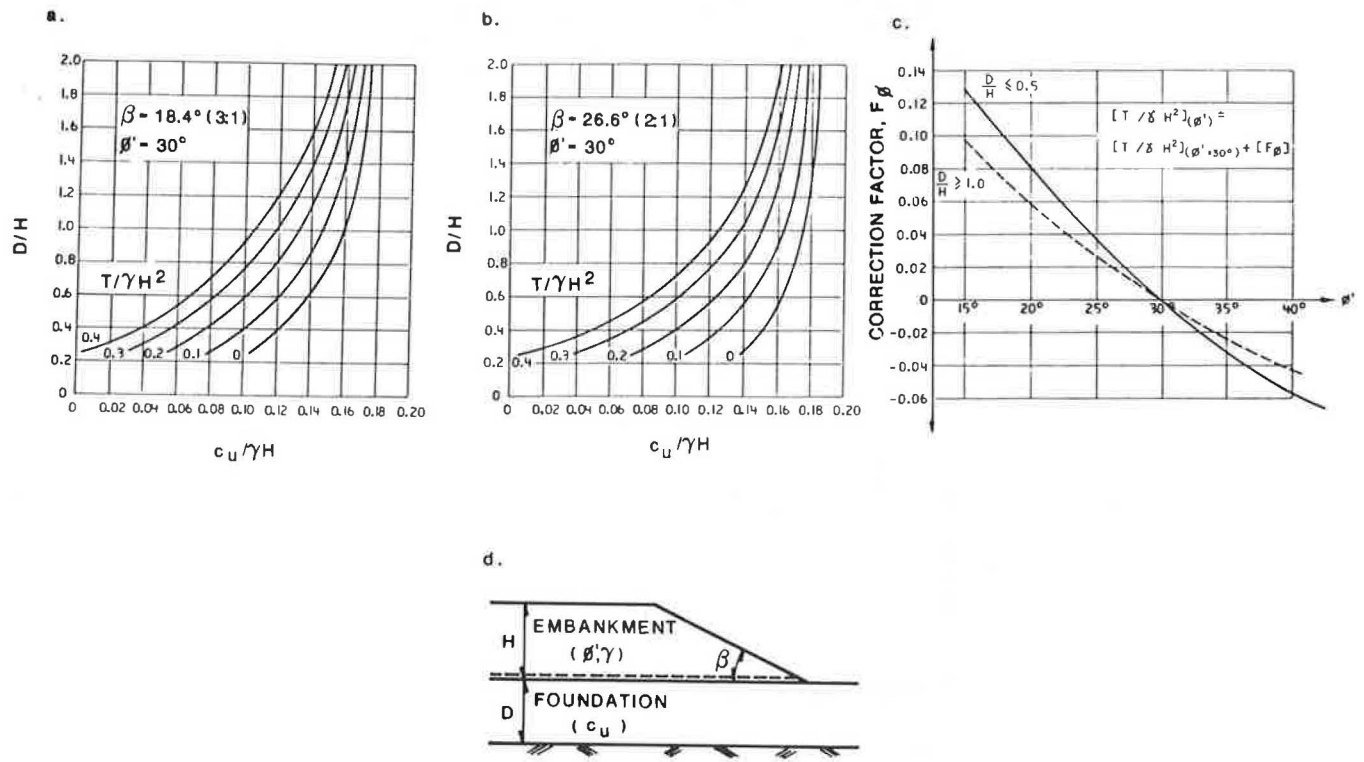 a.
2.0
1.8
1.6
1.4
1.2
1.0
0.8
0.6
0.4
0.2
0
D/H
β = 18.4° (3:1)
ø' = 30°
T/γH²
0.4
0.3
0.2
0.1
0
0 0.02 0.04 0.06 0.08 0.10 0.12 0.14 0.16 0.18 0.20
cᵤ/γH
b.
2.0
1.8
1.6
1.4
1.2
1.0
0.8
0.6
0.4
0.2
0
D/H
β = 26.6° (2:1)
ø' = 30°
T/γH²
0.4
0.3
0.2
0.1
0
0 0.02 0.04 0.06 0.08 0.10 0.12 0.14 0.16 0.18 0.20
cᵤ/γH
c.
0.14
0.12
0.10
0.08
0.06
0.04
0.02
0
-0.02
-0.04
-0.06
CORRECTION FACTOR, Fø
D/H ≤ 0.5
D/H ≥ 1.0
[T/γH²](ø') =
[T/γH²](ø'=30°) + [Fø]
15° 20° 25° 30° 35° 40° ø'
d.
H
EMBANKMENT
(ø',γ)
β
D
FOUNDATION
(cᵤ)